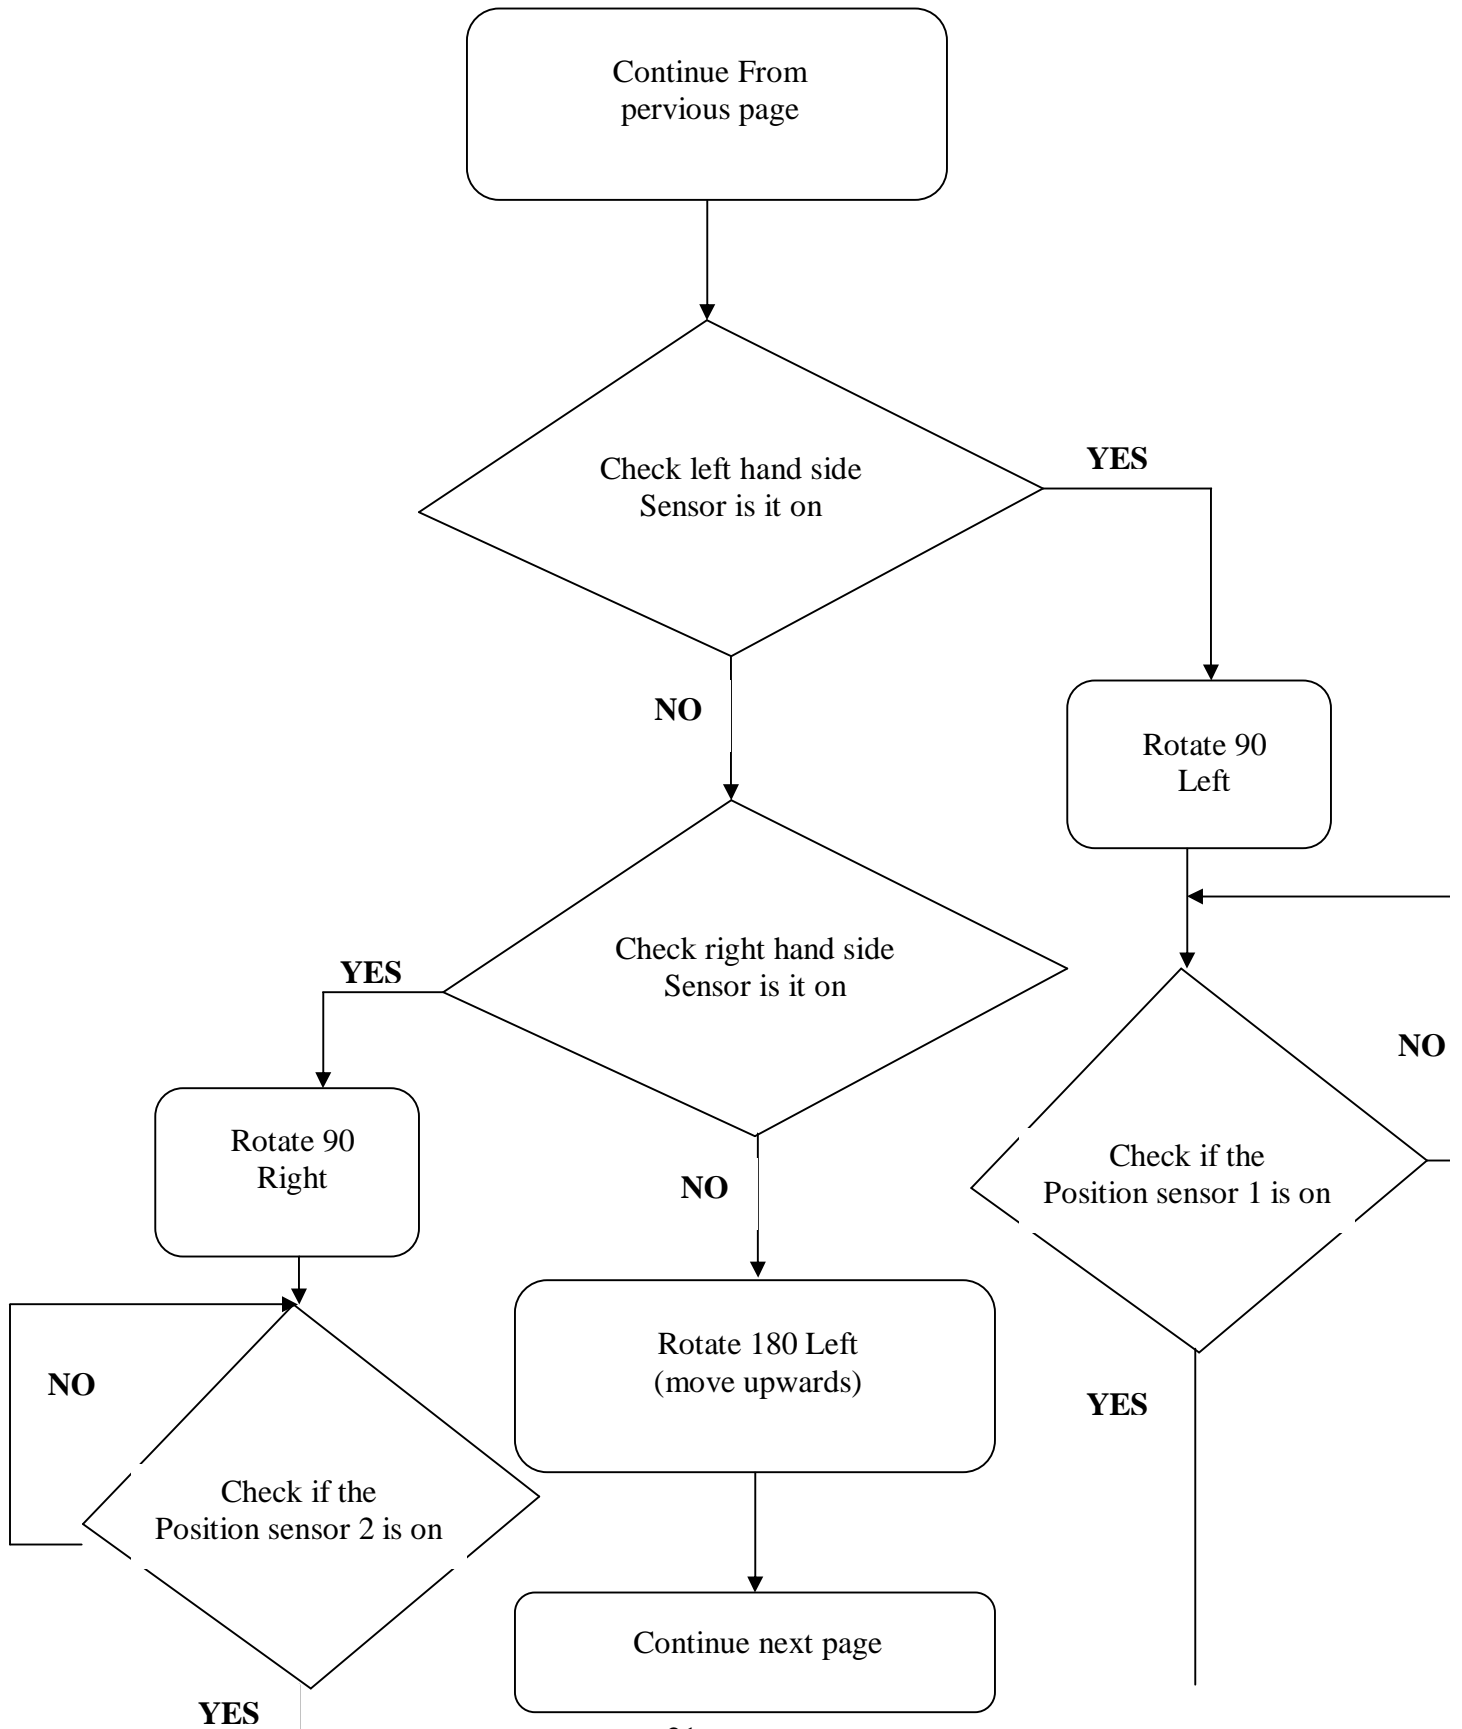 Continue From
pervious page
Check left hand side
Sensor is it on
YES
NO
Rotate 90
Left
Check right hand side
Sensor is it on
YES
NO
Rotate 90
Right
NO
Check if the
Position sensor 1 is on
Rotate 180 Left
(move upwards)
NO
YES
Check if the
Position sensor 2 is on
Continue next page
YES